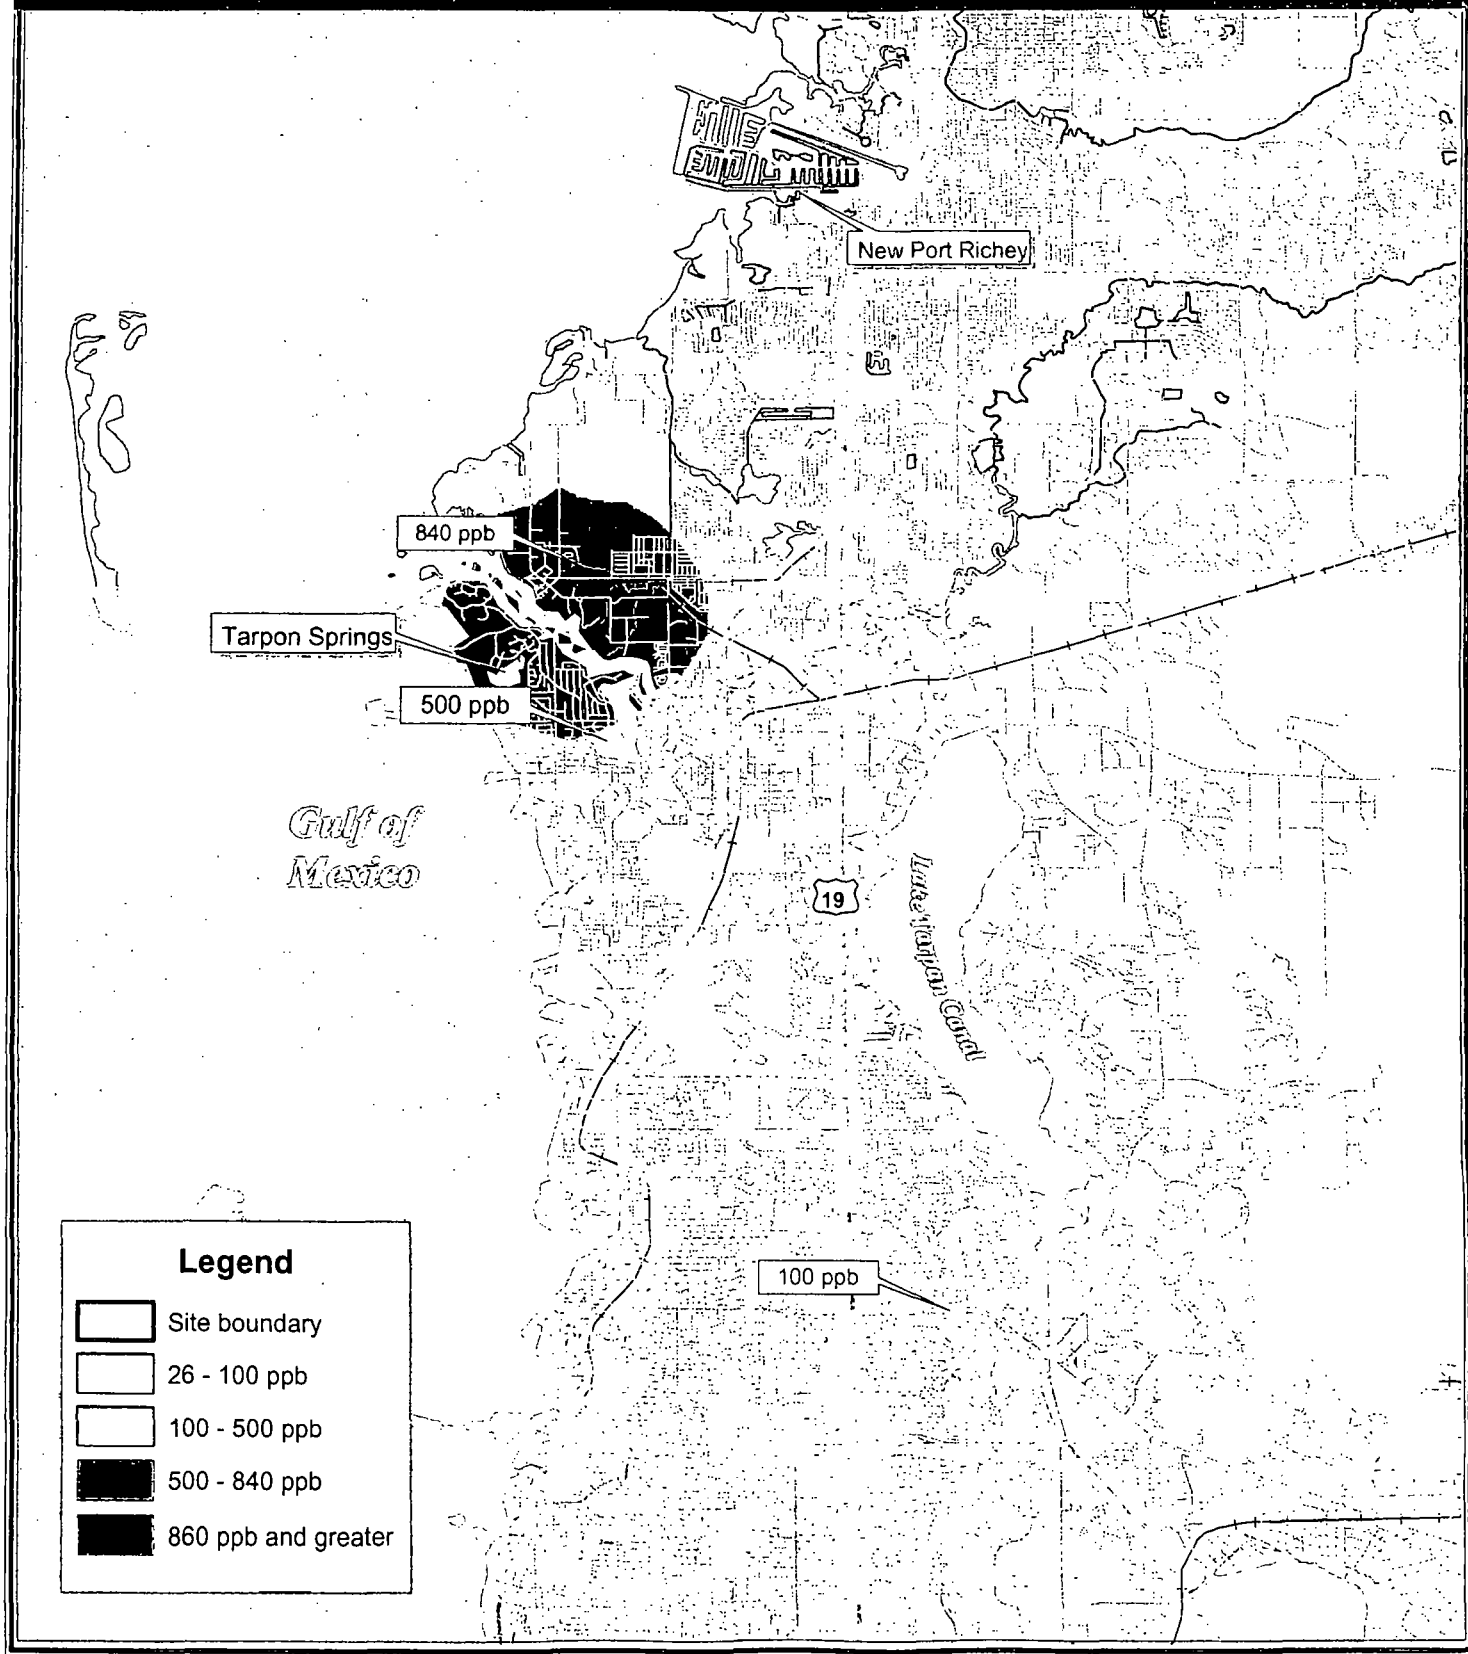 New Port Richey
840 ppb
Tarpon Springs
500 ppb
Gulf of
Mexico
19
Lake Tarpon Canal
100 ppb
Legend
Site boundary
26 - 100 ppb
100 - 500 ppb
500 - 840 ppb
860 ppb and greater